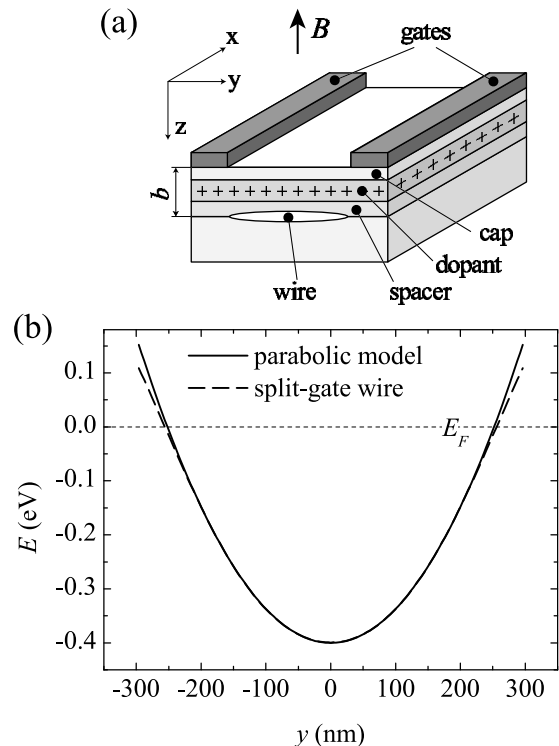 (a)
B
gates
x
y
z
b
+ + + + + + + + + + + + + + + + + + + +
cap
dopant
spacer
wire
(b)
parabolic model
split-gate wire
E_F
0.1
0.0
-0.1
-0.2
-0.3
-0.4
E (eV)
-300 -200 -100 0 100 200 300
y (nm)